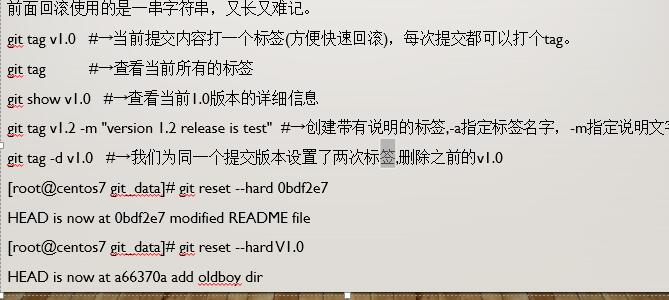 前面回滚使用的是一串字符串，又长又难记。
git tag v1.0 #→当前提交内容打一个标签(方便快速回滚)，每次提交都可以打个tag。
git tag #→查看当前所有的标签
git show v1.0 #→查看当前1.0版本的详细信息
git tag v1.2 -m "version 1.2 release is test" #→创建带有说明的标签,-a指定标签名字，-m指定说明文字
git tag -d v1.0 #→我们为同一个提交版本设置了两次标签,删除之前的v1.0
[root@centos7 git_data]# git reset --hard 0bdf2e7
HEAD is now at 0bdf2e7 modified README file
[root@centos7 git_data]# git reset --hard V1.0
HEAD is now at a66370a add oldboy dir